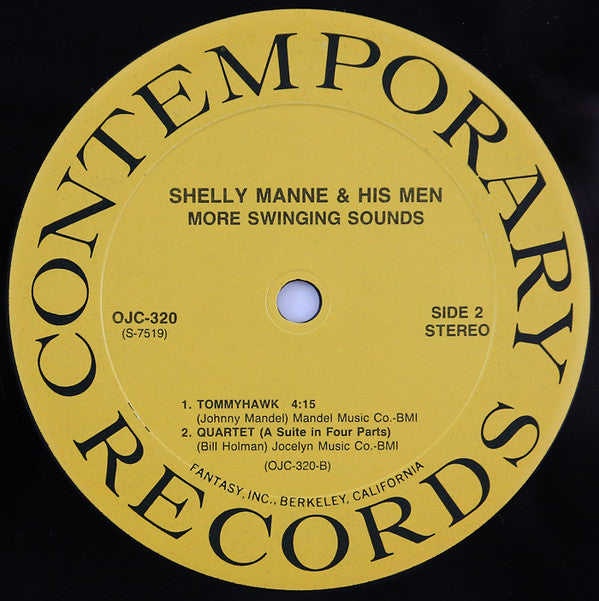 CONTEMPORARY RECORDS
SHELLY MANNE & HIS MEN
MORE SWINGING SOUNDS
OJC-320
(S-7519)
SIDE 2
STEREO
1. TOMMYHAWK 4:15
(Johnny Mandel) Mandel Music Co.-BMI
2. QUARTET (A Suite in Four Parts)
(Bill Holman) Jocelyn Music Co.-BMI
(OJC-320-B)
FANTASY, INC., BERKELEY, CALIFORNIA